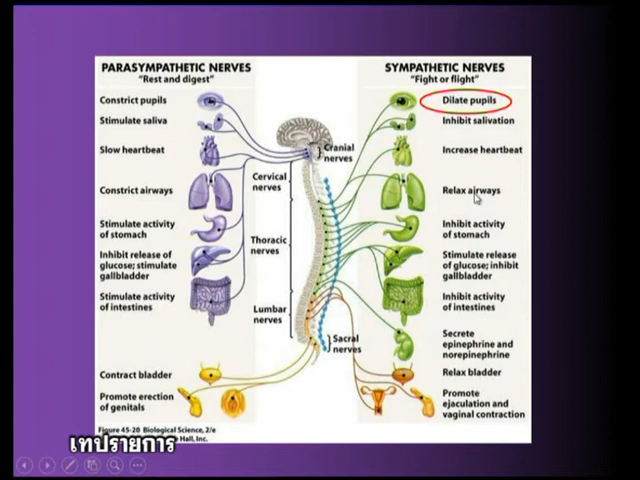 PARASYMPATHETIC NERVES
"Rest and digest"
Constrict pupils
Stimulate saliva
Slow heartbeat
Constrict airways
Stimulate activity
of stomach
Inhibit release of
glucose; stimulate
gallbladder
Stimulate activity
of intestines
Contract bladder
Promote erection
of genitals
Cranial
nerves
Cervical
nerves
Thoracic
nerves
Lumbar
nerves
Sacral
nerves
SYMPATHETIC NERVES
"Fight or flight"
Dilate pupils
Inhibit salivation
Increase heartbeat
Relax airways
Inhibit activity
of stomach
Stimulate release
of glucose; inhibit
gallbladder
Inhibit activity
of intestines
Secrete
epinephrine and
norepinephrine
Relax bladder
Promote
ejaculation and
vaginal contraction
Figure 45-20 Biological Science, 2/e
Hall, Inc.
เทปรายการ